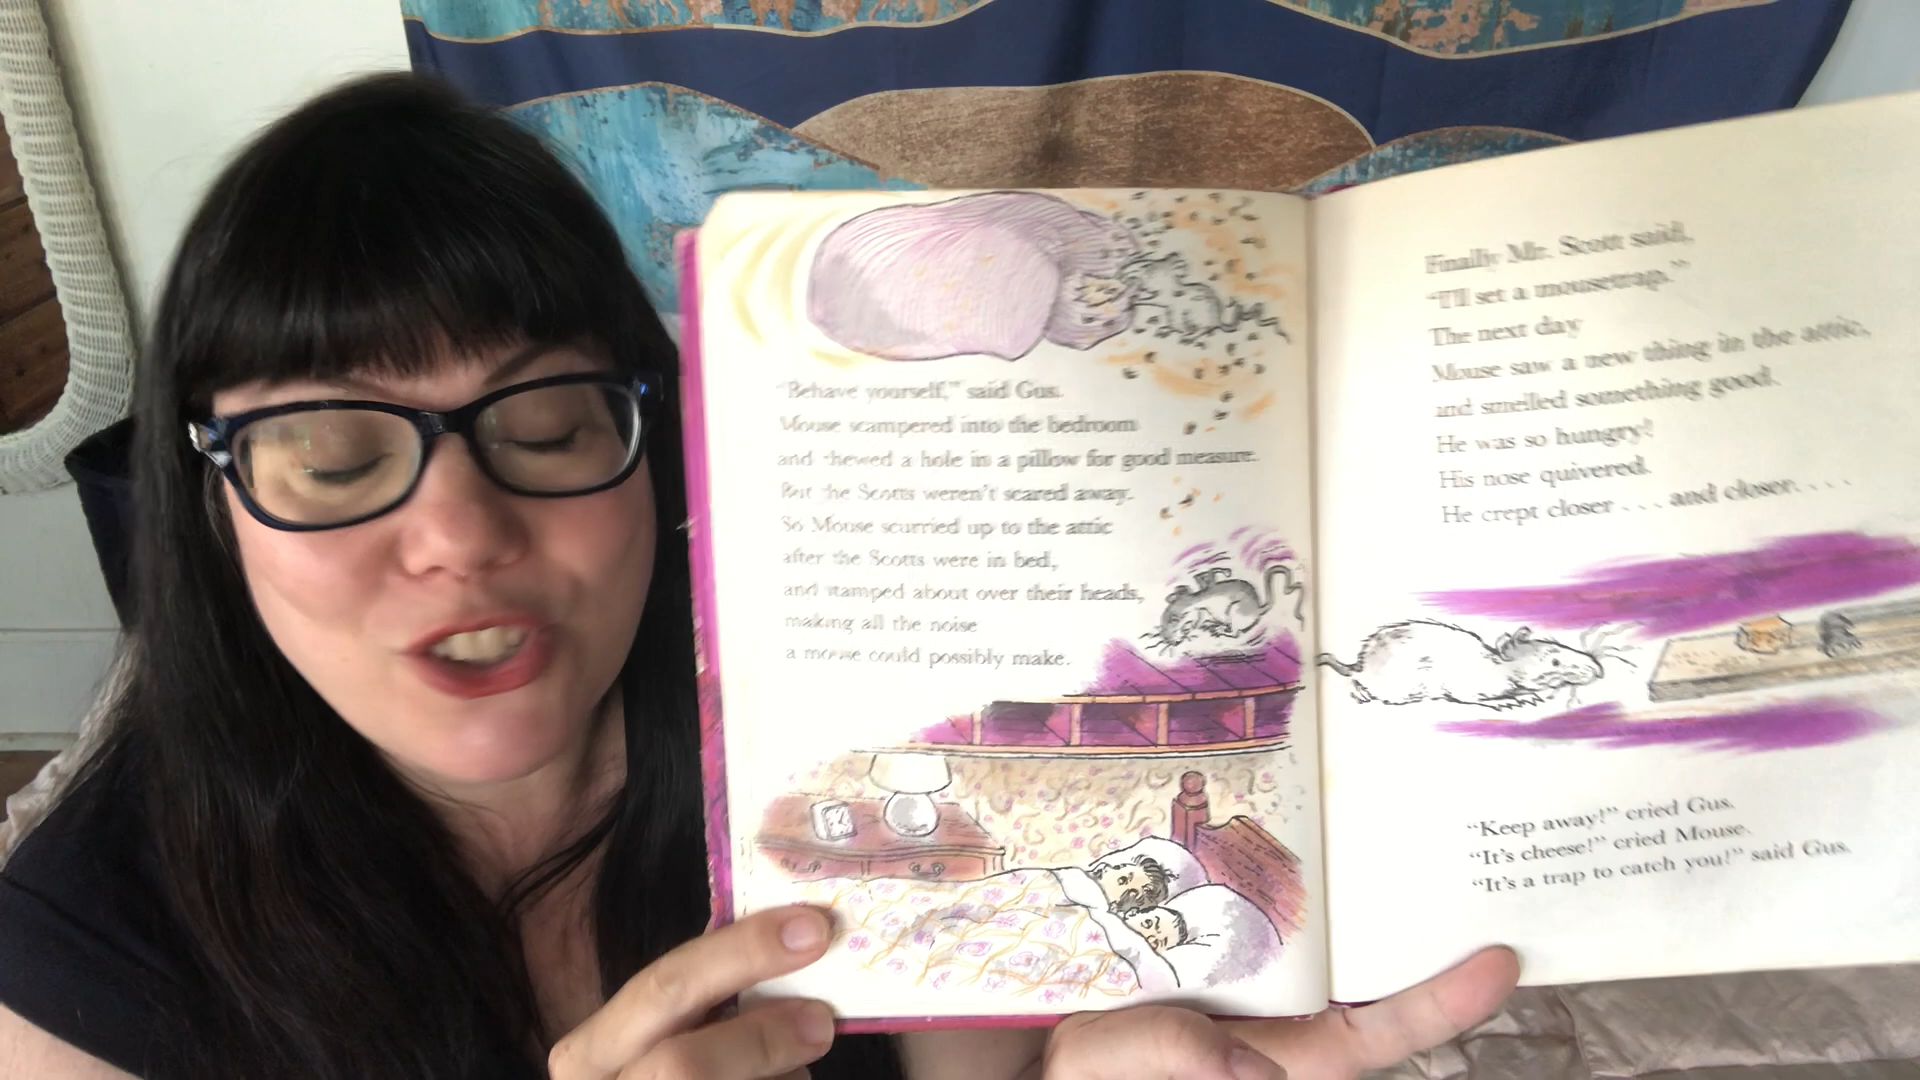 "Behave yourself," said Gus.
Mouse scampered into the bedroom
and chewed a hole in a pillow for good measure.
But the Scotts weren't scared away.
So Mouse scurried up to the attic
after the Scotts were in bed,
and stamped about over their heads,
making all the noise
a mouse could possibly make.
Finally Mr. Scott said,
"I'll set a mousetrap."
The next day
Mouse saw a new thing in the attic,
and smelled something good.
He was so hungry!
His nose quivered.
He crept closer . . . and closer. . . .
"Keep away!" cried Gus.
"It's cheese!" cried Mouse.
"It's a trap to catch you!" said Gus.